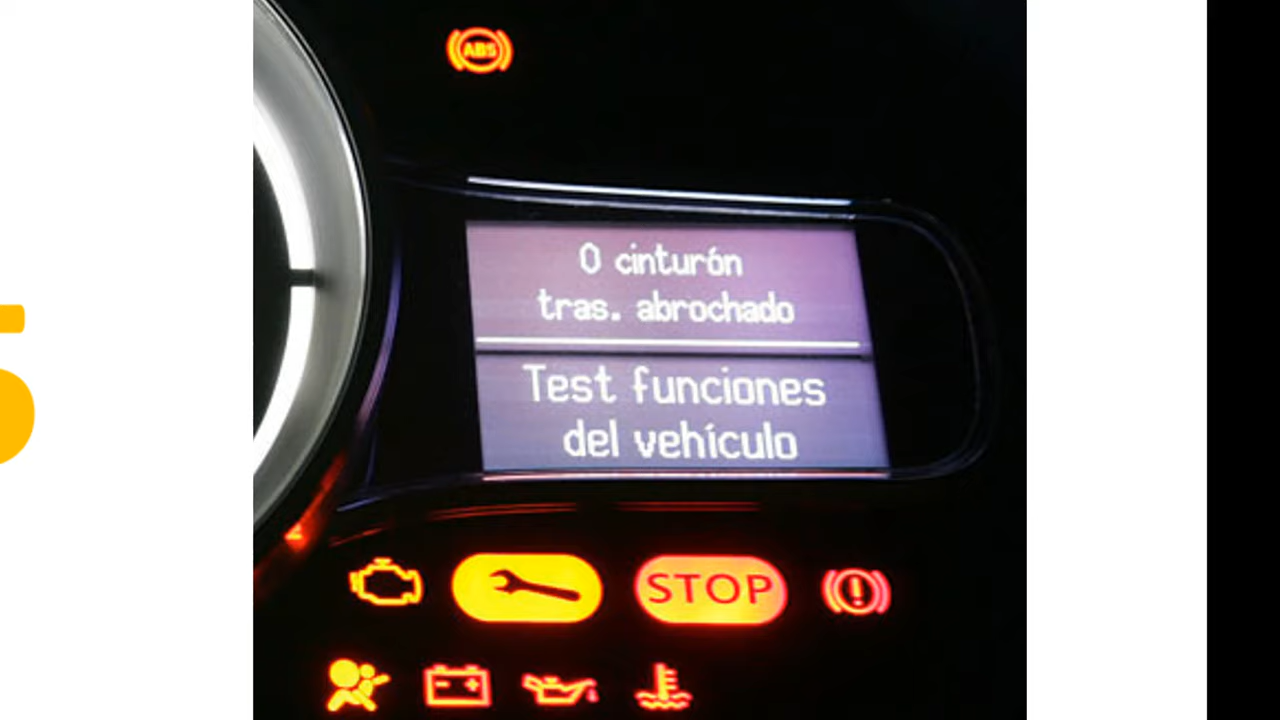 ABS
0 cinturón
tras. abrochado
Test funciones
del vehículo
STOP